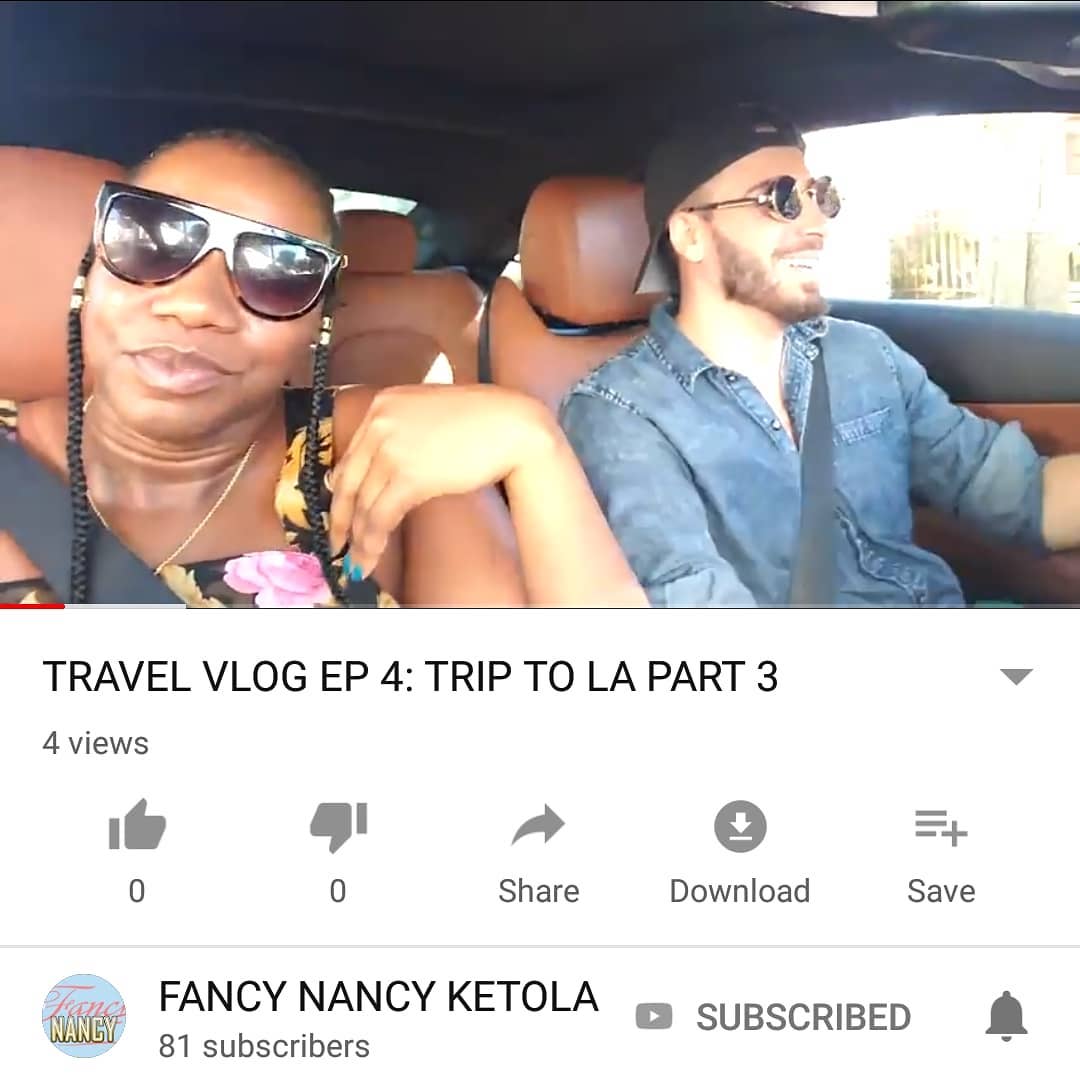 TRAVEL VLOG EP 4: TRIP TO LA PART 3
4 views
0
0
Share
Download
Save
Fancy
NANCY
FANCY NANCY KETOLA
81 subscribers
SUBSCRIBED